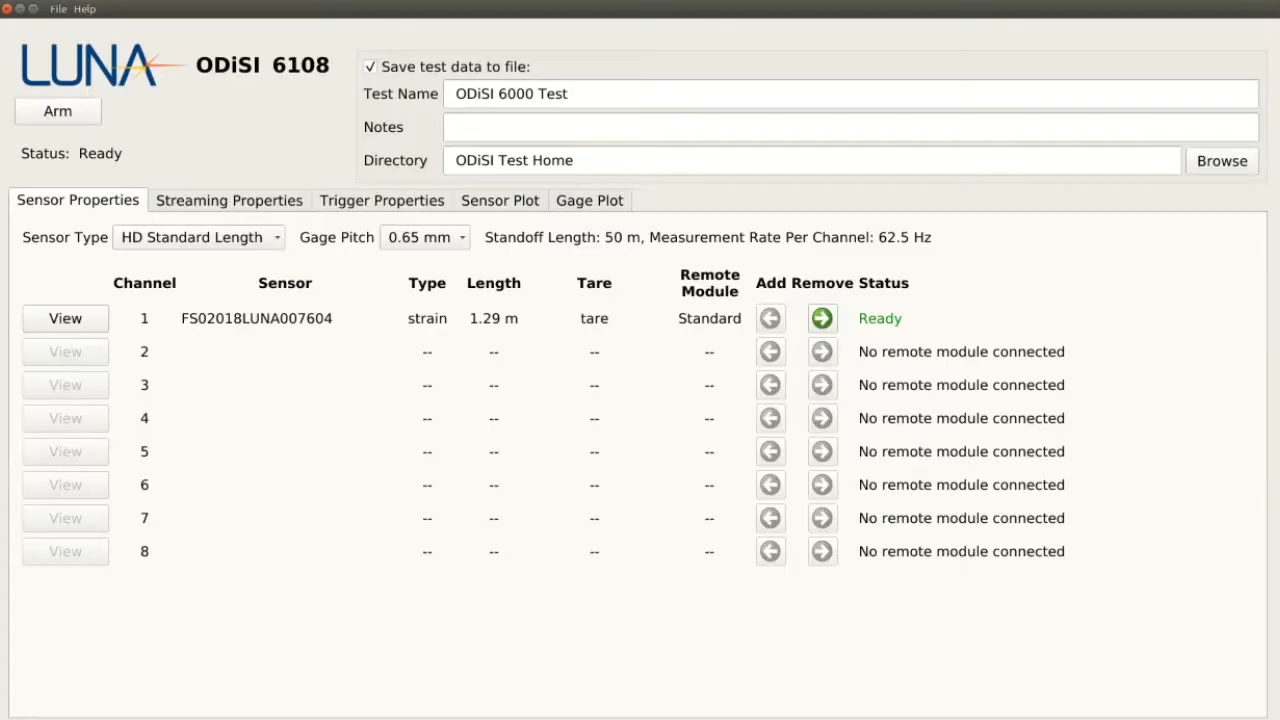 File Help
LUNA ODiSI 6108
Arm
Status: Ready
✓ Save test data to file:
Test Name ODiSI 6000 Test
Notes
Directory ODiSI Test Home Browse
Sensor Properties Streaming Properties Trigger Properties Sensor Plot Gage Plot
Sensor Type HD Standard Length Gage Pitch 0.65 mm Standoff Length: 50 m, Measurement Rate Per Channel: 62.5 Hz
Channel Sensor Type Length Tare Remote Module Add Remove Status
View 1 FS02018LUNA007604 strain 1.29 m tare Standard Ready
View 2 -- -- -- -- No remote module connected
View 3 -- -- -- -- No remote module connected
View 4 -- -- -- -- No remote module connected
View 5 -- -- -- -- No remote module connected
View 6 -- -- -- -- No remote module connected
View 7 -- -- -- -- No remote module connected
View 8 -- -- -- -- No remote module connected